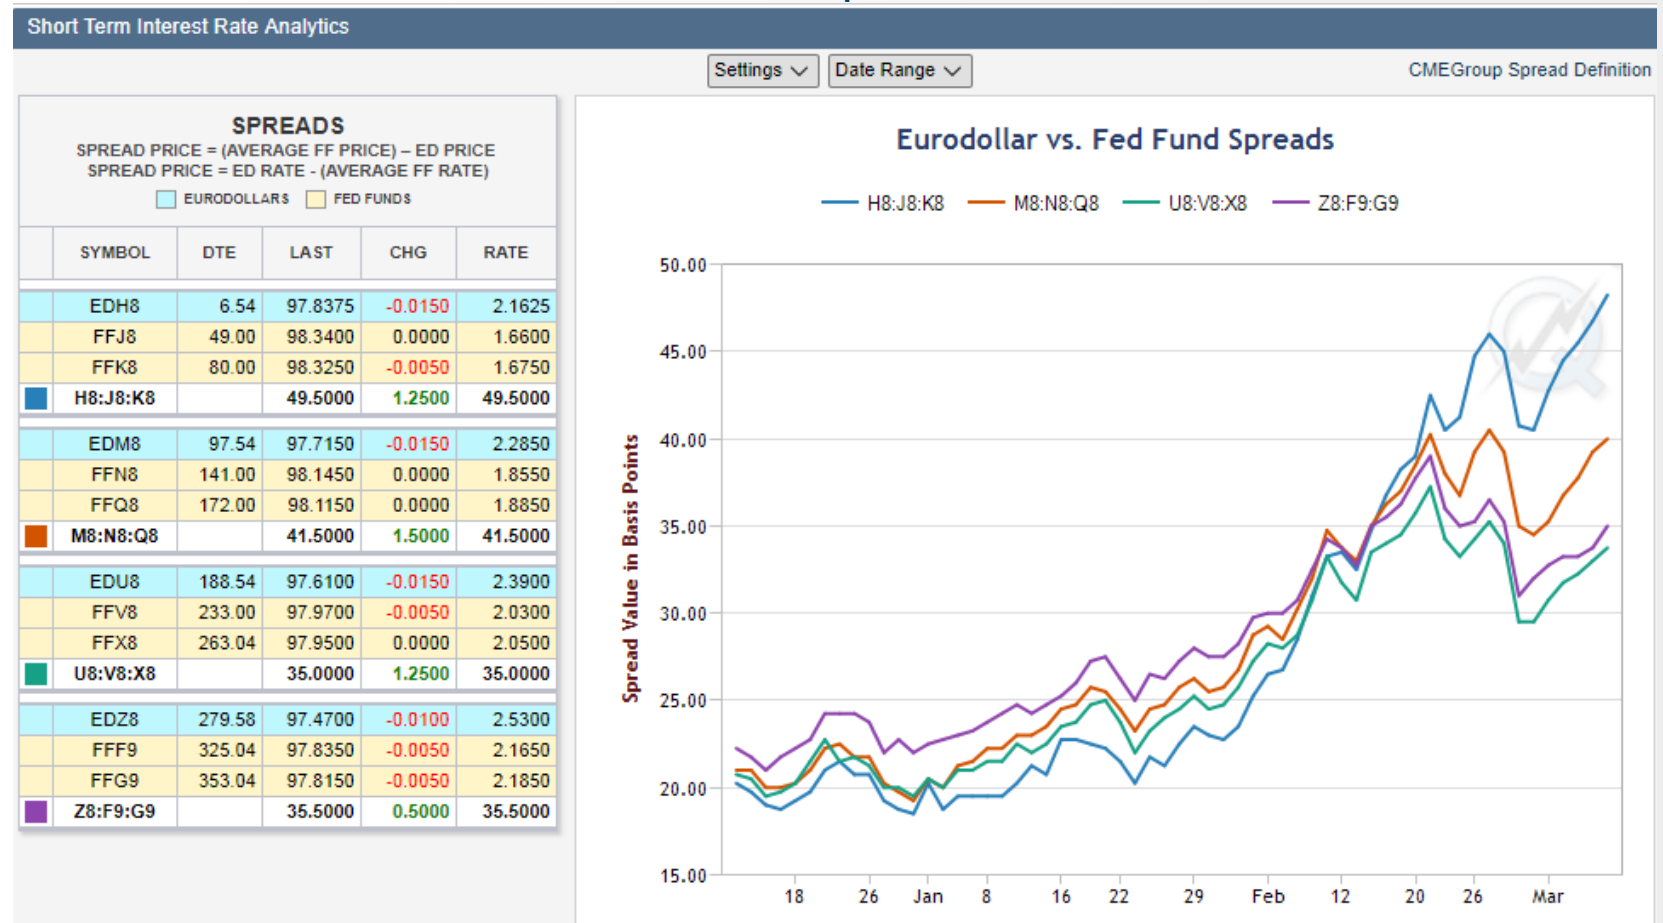 Short Term Interest Rate Analytics
Settings Date Range CMEGroup Spread Definition
SPREADS
SPREAD PRICE = (AVERAGE FF PRICE) – ED PRICE
SPREAD PRICE = ED RATE - (AVERAGE FF RATE)
EURODOLLARS FED FUNDS
SYMBOL DTE LAST CHG RATE
EDH8 6.54 97.8375 -0.0150 2.1625
FFJ8 49.00 98.3400 0.0000 1.6600
FFK8 80.00 98.3250 -0.0050 1.6750
H8:J8:K8 49.5000 1.2500 49.5000
EDM8 97.54 97.7150 -0.0150 2.2850
FFN8 141.00 98.1450 0.0000 1.8550
FFQ8 172.00 98.1150 0.0000 1.8850
M8:N8:Q8 41.5000 1.5000 41.5000
EDU8 188.54 97.6100 -0.0150 2.3900
FFV8 233.00 97.9700 -0.0050 2.0300
FFX8 263.04 97.9500 0.0000 2.0500
U8:V8:X8 35.0000 1.2500 35.0000
EDZ8 279.58 97.4700 -0.0100 2.5300
FFF9 325.04 97.8350 -0.0050 2.1650
FFG9 353.04 97.8150 -0.0050 2.1850
Z8:F9:G9 35.5000 0.5000 35.5000
Eurodollar vs. Fed Fund Spreads
H8:J8:K8 M8:N8:Q8 U8:V8:X8 Z8:F9:G9
Spread Value in Basis Points
50.00
45.00
40.00
35.00
30.00
25.00
20.00
15.00
18 26 Jan 8 16 22 29 Feb 12 20 26 Mar